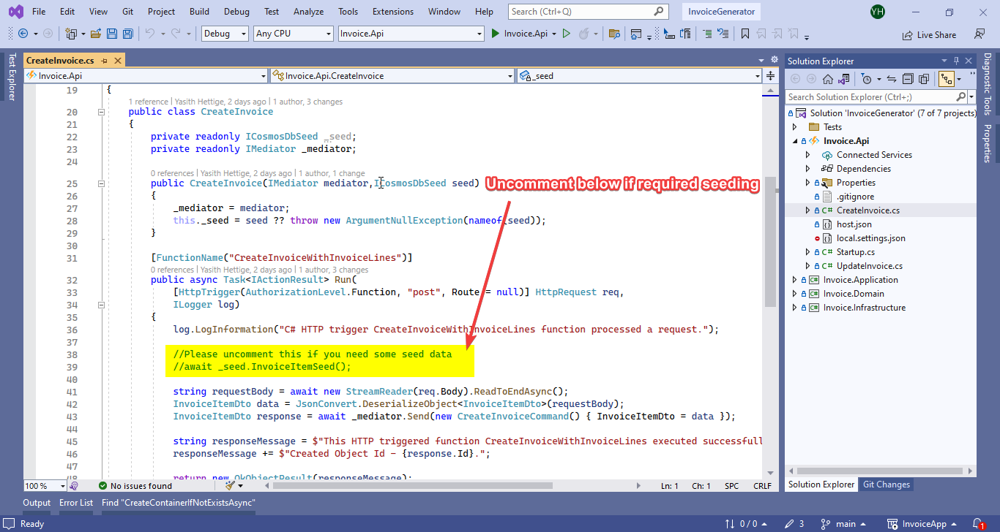 File Edit View Git Project Build Debug Test Analyze Tools Extensions Window Help Search (Ctrl+Q) InvoiceGenerator YH
Debug Any CPU Invoice.Api Invoice.Api Live Share
Test Explorer
CreateInvoice.cs
Invoice.Api Invoice.Api.CreateInvoice _seed
19 {
1 reference | Yasith Hettige, 2 days ago | 1 author, 3 changes
20 public class CreateInvoice
21 {
22 private readonly ICosmosDbSeed _seed;
23 private readonly IMediator _mediator;
24
0 references | Yasith Hettige, 2 days ago | 1 author, 1 change
25 public CreateInvoice(IMediator mediator,ICosmosDbSeed seed)
Uncomment below if required seeding
26 {
27 _mediator = mediator;
28 this._seed = seed ?? throw new ArgumentNullException(nameof(seed));
29 }
30
31 [FunctionName("CreateInvoiceWithInvoiceLines")]
0 references | Yasith Hettige, 2 days ago | 1 author, 3 changes
32 public async Task<IActionResult> Run(
33 [HttpTrigger(AuthorizationLevel.Function, "post", Route = null)] HttpRequest req,
34 ILogger log)
35 {
36 log.LogInformation("C# HTTP trigger CreateInvoiceWithInvoiceLines function processed a request.");
37
38 //Please uncomment this if you need some seed data
39 //await _seed.InvoiceItemSeed();
40
41 string requestBody = await new StreamReader(req.Body).ReadToEndAsync();
42 InvoiceItemDto data = JsonConvert.DeserializeObject<InvoiceItemDto>(requestBody);
43 InvoiceItemDto response = await _mediator.Send(new CreateInvoiceCommand() { InvoiceItemDto = data });
44
45 string responseMessage = $"This HTTP triggered function CreateInvoiceWithInvoiceLines executed successfull
46 responseMessage += $"Created Object Id - {response.Id}.";
47
48 return new OkObjectResult(responseMessage);
100 % No issues found Ln: 1 Ch: 1 SPC CRLF
Solution Explorer
Search Solution Explorer (Ctrl+;)
Solution 'InvoiceGenerator' (7 of 7 projects)
Tests
Invoice.Api
Connected Services
Dependencies
Properties
.gitignore
C# CreateInvoice.cs
host.json
local.settings.json
C# Startup.cs
C# UpdateInvoice.cs
C# Invoice.Application
C# Invoice.Domain
C# Invoice.Infrastructure
Solution Explorer Git Changes
Diagnostic Tools
Properties
Output Error List Find "CreateContainerIfNotExistsAsync"
Ready 0 / 0 3 main InvoiceApp 1